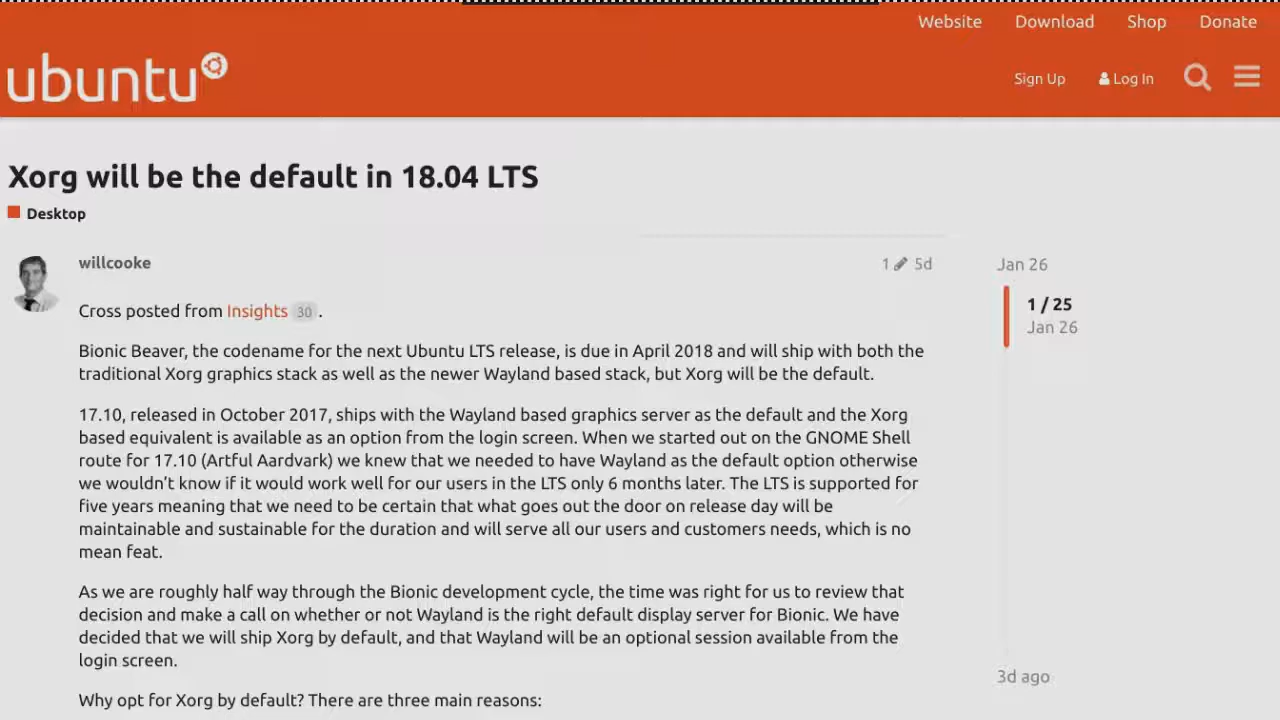 Website Download Shop Donate
ubuntu
Sign Up Log In
Xorg will be the default in 18.04 LTS
Desktop
willcooke 1 5d
Jan 26
1 / 25
Jan 26
Cross posted from Insights 30 .
Bionic Beaver, the codename for the next Ubuntu LTS release, is due in April 2018 and will ship with both the
traditional Xorg graphics stack as well as the newer Wayland based stack, but Xorg will be the default.
17.10, released in October 2017, ships with the Wayland based graphics server as the default and the Xorg
based equivalent is available as an option from the login screen. When we started out on the GNOME Shell
route for 17.10 (Artful Aardvark) we knew that we needed to have Wayland as the default option otherwise
we wouldn't know if it would work well for our users in the LTS only 6 months later. The LTS is supported for
five years meaning that we need to be certain that what goes out the door on release day will be
maintainable and sustainable for the duration and will serve all our users and customers needs, which is no
mean feat.
As we are roughly half way through the Bionic development cycle, the time was right for us to review that
decision and make a call on whether or not Wayland is the right default display server for Bionic. We have
decided that we will ship Xorg by default, and that Wayland will be an optional session available from the
login screen.
3d ago
Why opt for Xorg by default? There are three main reasons: